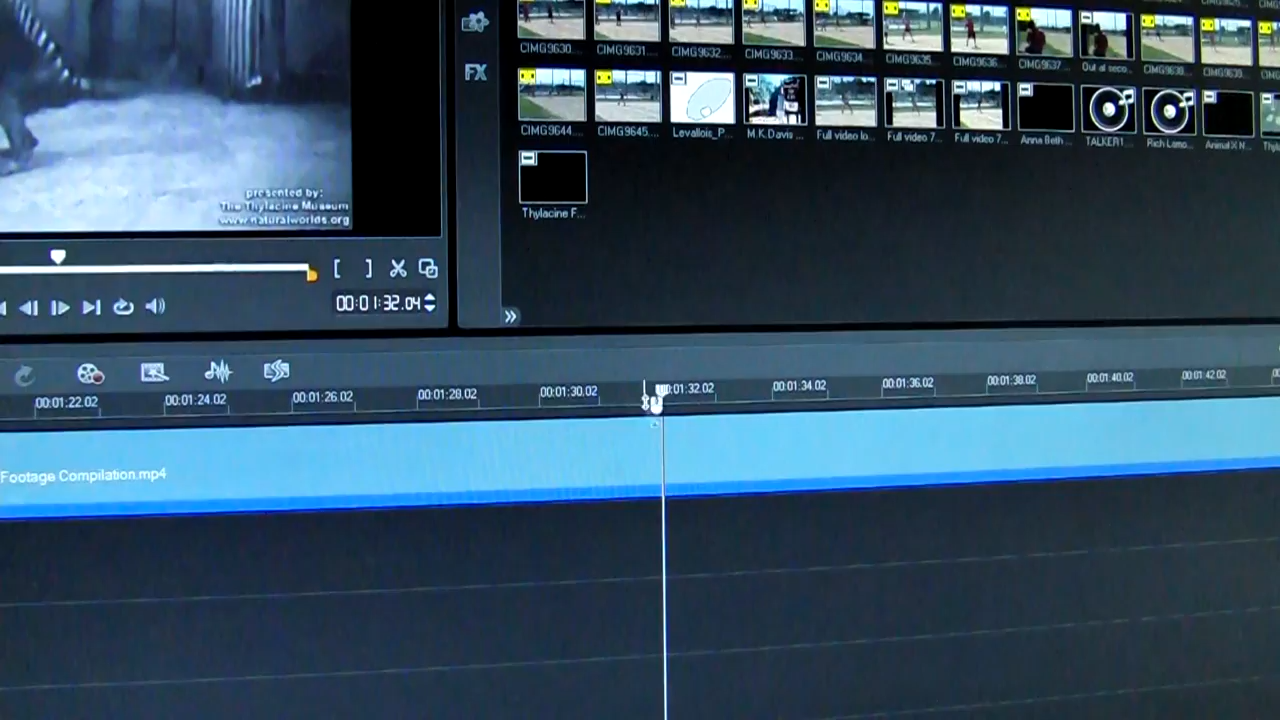 CIMG9630...
CIMG9631...
CIMG9632...
CIMG9633...
CIMG9634...
CIMG9635...
CIMG9636...
CIMG9637...
Out at seco...
CIMG9638...
CIMG9639...
FX
CIMG9644...
CIMG9645...
Levallois_P...
M.K.Davis ...
Full video lo...
Full video 7...
Full video 7...
Anna Beth ...
TALKER1...
Rich Lamo...
Animal X N...
Thylacine F...
presented by:
The Thylacine Museum
www.naturalworlds.org
[ ]
00:01:32.04
00:01:22.02
00:01:24.02
00:01:26.02
00:01:28.02
00:01:30.02
00:01:32.02
00:01:34.02
00:01:36.02
00:01:38.02
00:01:40.02
00:01:42.02
Footage Compilation.mp4